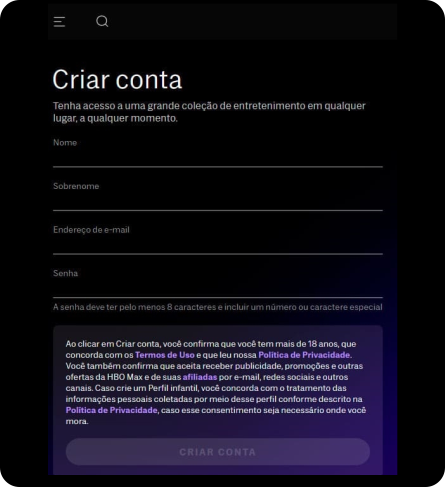 Criar conta
Tenha acesso a uma grande coleção de entretenimento em qualquer
lugar, a qualquer momento.
Nome
Sobrenome
Endereço de e-mail
Senha
A senha deve ter pelo menos 8 caracteres e incluir um número ou caractere especial
Ao clicar em Criar conta, você confirma que você tem mais de 18 anos, que
concorda com os Termos de Uso e que leu nossa Política de Privacidade.
Você também confirma que aceita receber publicidade, promoções e outras
ofertas da HBO Max e de suas afiliadas por e-mail, redes sociais e outros
canais. Caso crie um Perfil infantil, você concorda com o tratamento das
informações pessoais coletadas por meio desse perfil conforme descrito na
Política de Privacidade, caso esse consentimento seja necessário onde você
mora.
CRIAR CONTA